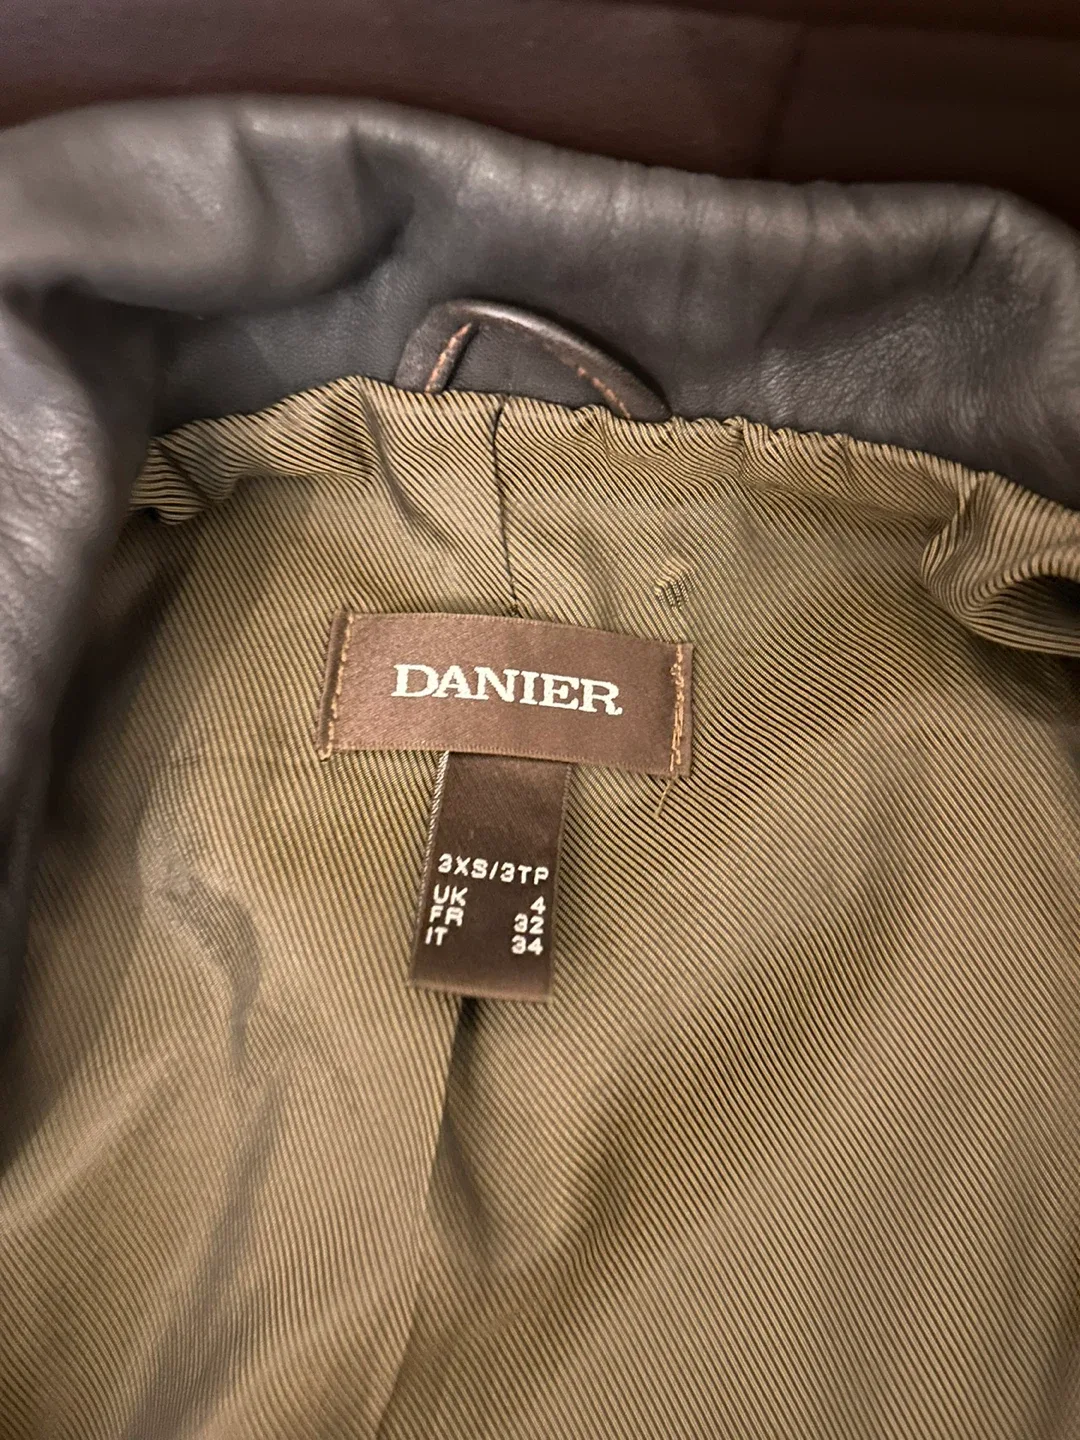 DANIER
3XS/3TP
UK 4
FR 32
IT 34